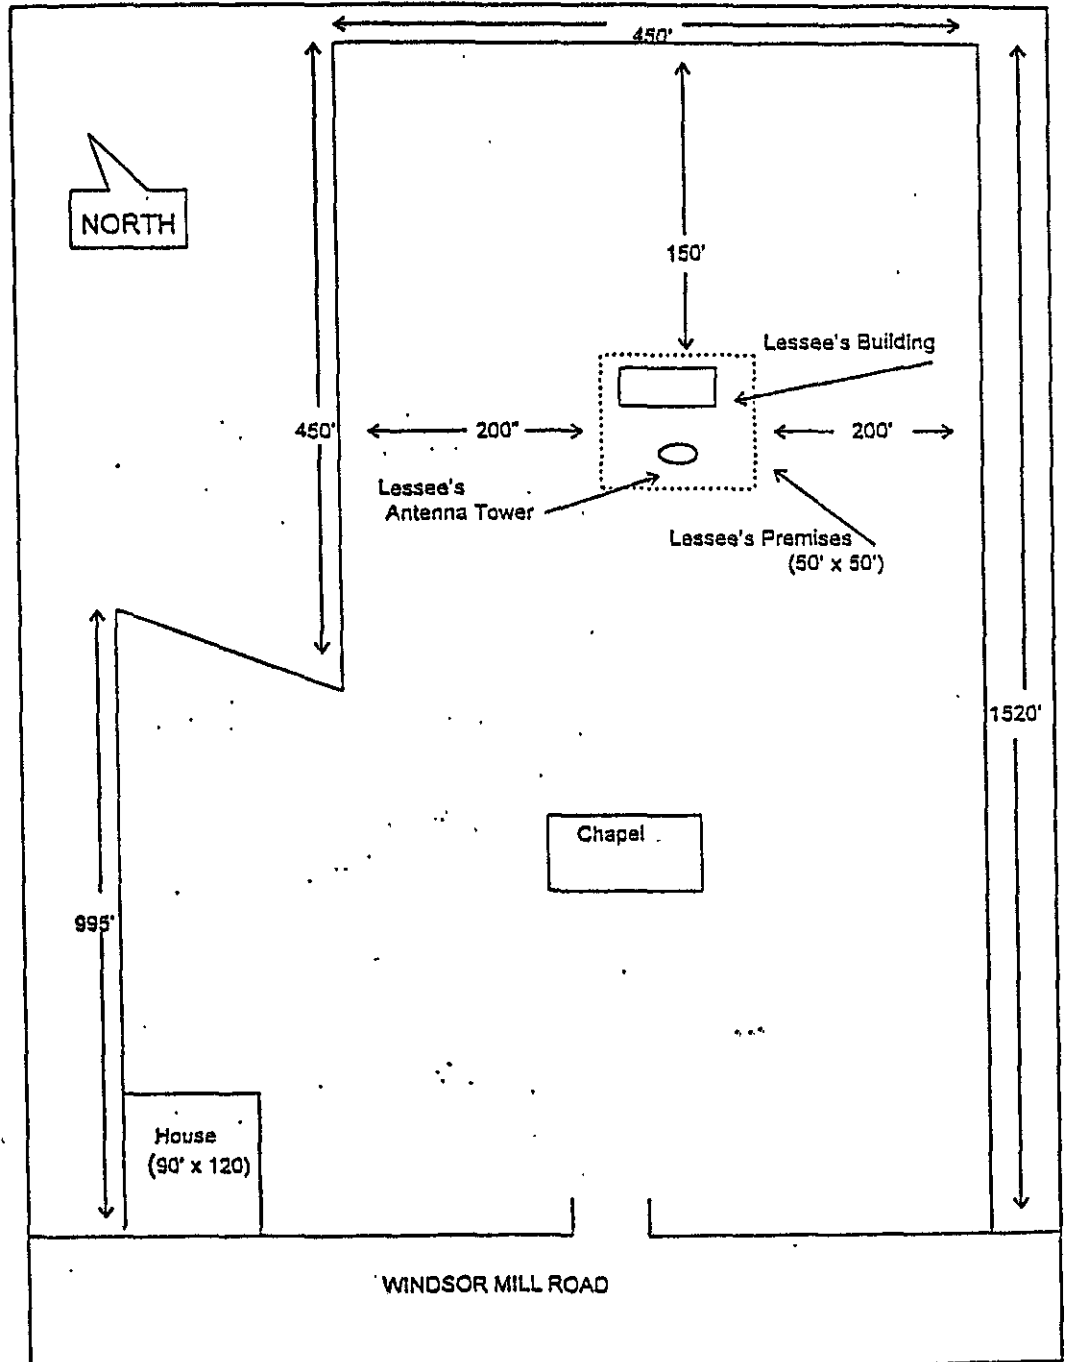 450'
NORTH
150'
Lessee's Building
450'
200"
200'
Lessee's
Antenna Tower
Lessee's Premises
(50' x 50')
1520'
Chapel
995'
House
(90' x 120)
WINDSOR MILL ROAD